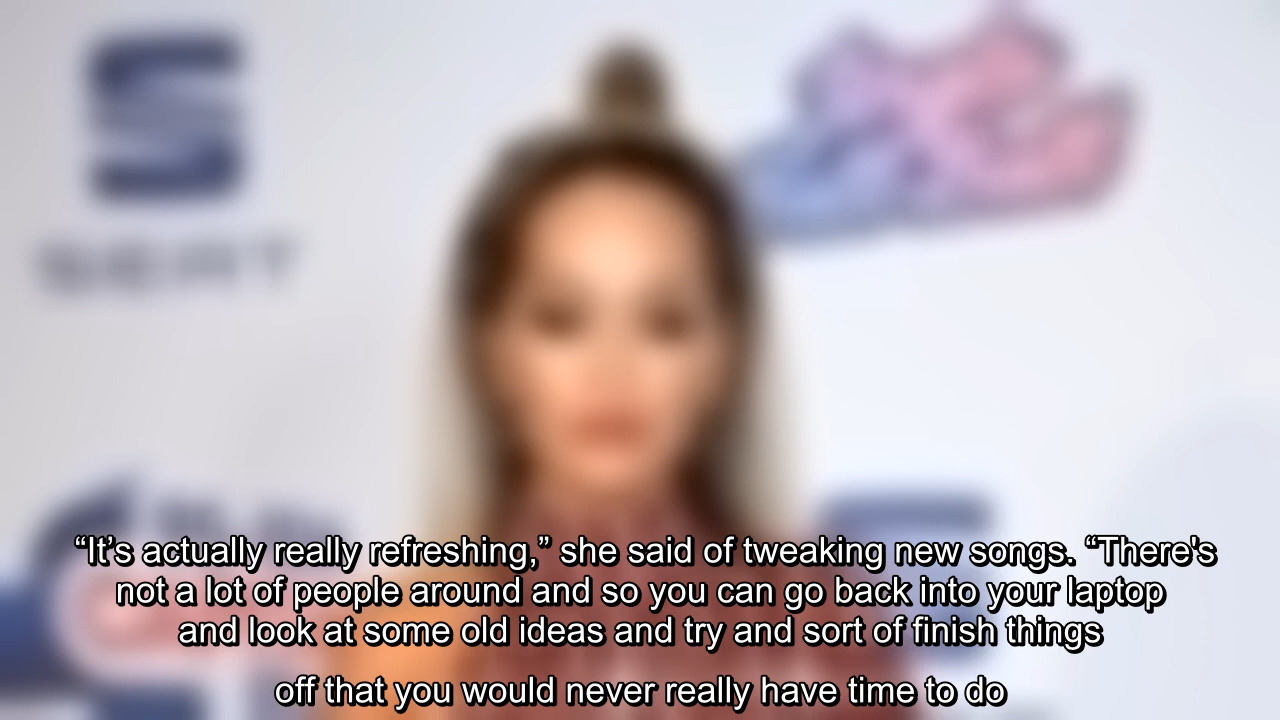 SEAT
“It’s actually really refreshing,” she said of tweaking new songs. “There's
not a lot of people around and so you can go back into your laptop
and look at some old ideas and try and sort of finish things
off that you would never really have time to do